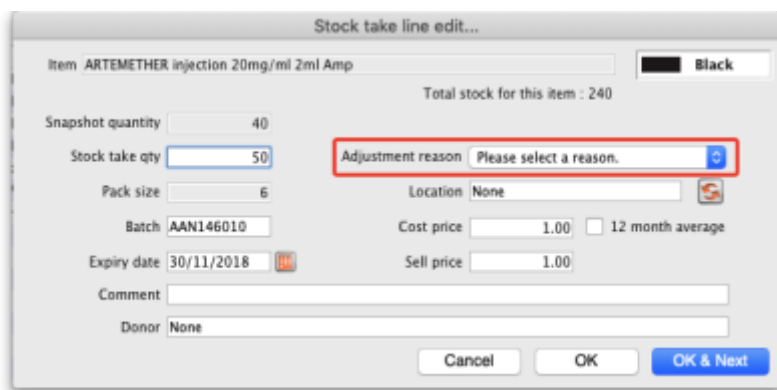 Stock take line edit...
Item ARTEMETHER injection 20mg/ml 2ml Amp Black
Total stock for this item : 240
Snapshot quantity 40
Stock take qty 50 Adjustment reason Please select a reason.
Pack size 6 Location None
Batch AAN146010 Cost price 1.00 12 month average
Expiry date 30/11/2018 Sell price 1.00
Comment
Donor None
Cancel OK OK & Next